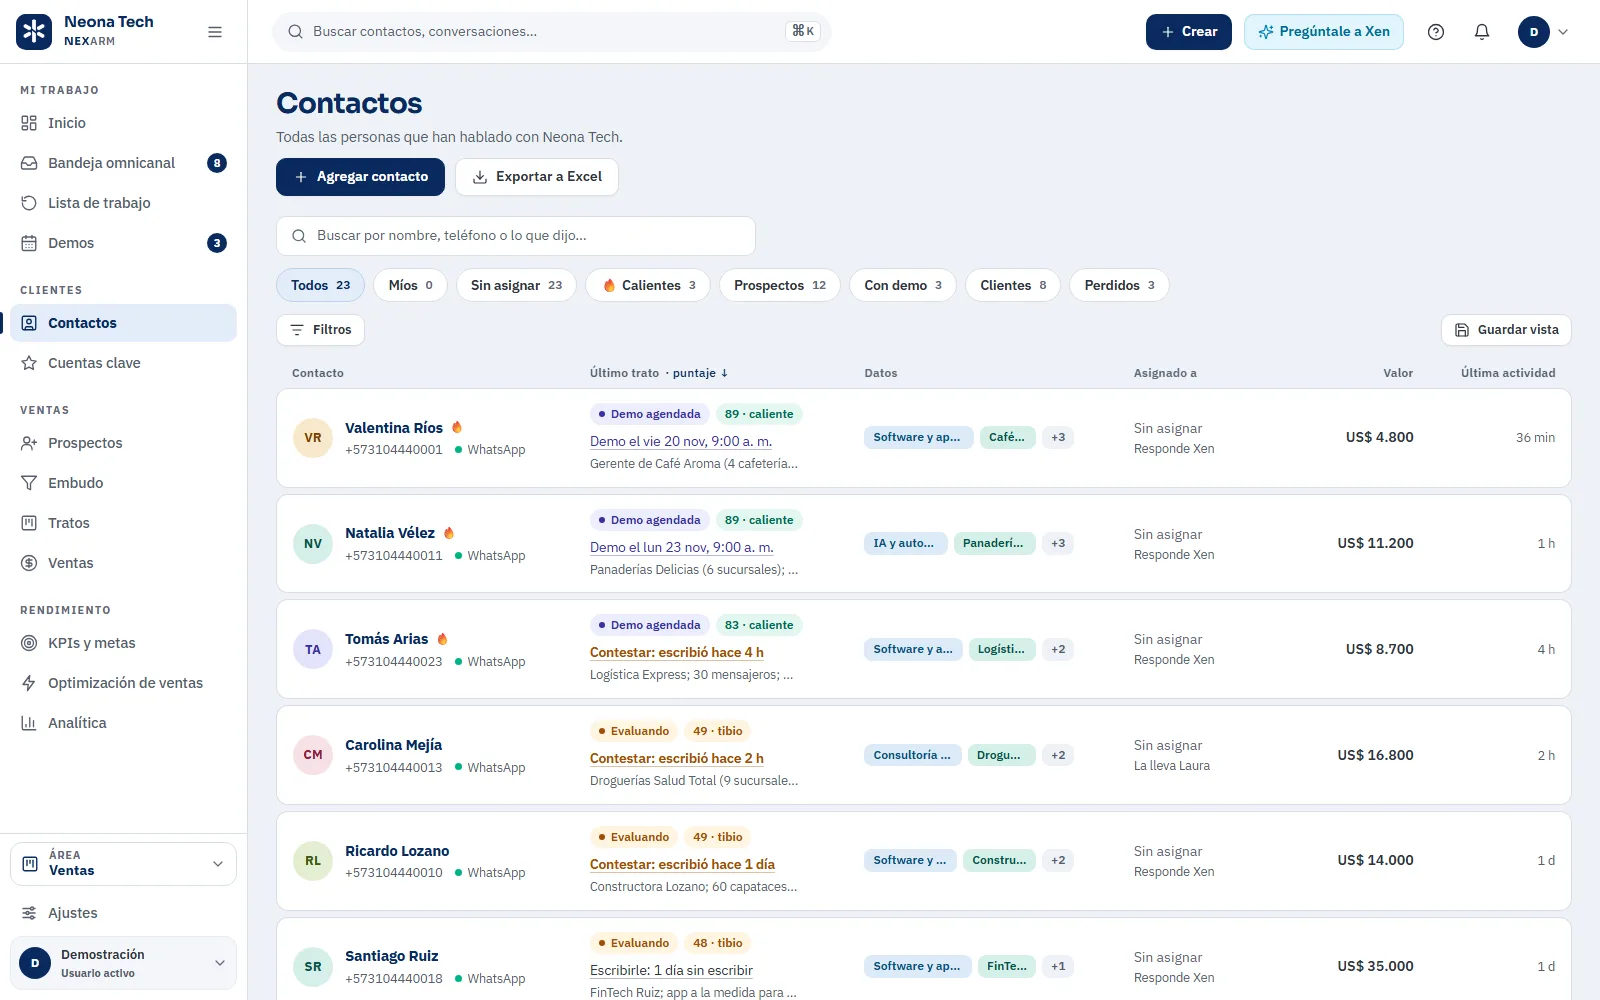 Neona Tech
NEXARM
Buscar contactos, conversaciones...
⌘K
Crear
Pregúntale a Xen
D
MI TRABAJO
Inicio
Bandeja omnicanal 8
Lista de trabajo
Demos 3
CLIENTES
Contactos
Cuentas clave
VENTAS
Prospectos
Embudo
Tratos
Ventas
RENDIMIENTO
KPIs y metas
Optimización de ventas
Analítica
ÁREA
Ventas
Ajustes
D
Demostración
Usuario activo
Contactos
Todas las personas que han hablado con Neona Tech.
Agregar contacto
Exportar a Excel
Buscar por nombre, teléfono o lo que dijo...
Todos 23
Míos 0
Sin asignar 23
Calientes 3
Prospectos 12
Con demo 3
Clientes 8
Perdidos 3
Filtros
Guardar vista
Contacto
Último trato · puntaje ↓
Datos
Asignado a
Valor
Última actividad
VR
Valentina Ríos
+573104440001 WhatsApp
Demo agendada 89 · caliente
Demo el vie 20 nov, 9:00 a. m.
Gerente de Café Aroma (4 cafetería...
Software y ap... Café... +3
Sin asignar
Responde Xen
US$ 4.800
36 min
NV
Natalia Vélez
+573104440011 WhatsApp
Demo agendada 89 · caliente
Demo el lun 23 nov, 9:00 a. m.
Panaderías Delicias (6 sucursales); ...
IA y auto... Panaderí... +3
Sin asignar
Responde Xen
US$ 11.200
1 h
TA
Tomás Arias
+573104440023 WhatsApp
Demo agendada 83 · caliente
Contestar: escribió hace 4 h
Logística Express; 30 mensajeros; ...
Software y a... Logísti... +2
Sin asignar
Responde Xen
US$ 8.700
4 h
CM
Carolina Mejía
+573104440013 WhatsApp
Evaluando 49 · tibio
Contestar: escribió hace 2 h
Droguerías Salud Total (9 sucursale...
Consultoría ... Drogu... +2
Sin asignar
La lleva Laura
US$ 16.800
2 h
RL
Ricardo Lozano
+573104440010 WhatsApp
Evaluando 49 · tibio
Contestar: escribió hace 1 día
Constructora Lozano; 60 capataces...
Software y ... Constru... +2
Sin asignar
Responde Xen
US$ 14.000
1 d
SR
Santiago Ruiz
+573104440018 WhatsApp
Evaluando 48 · tibio
Escribirle: 1 día sin escribir
FinTech Ruiz; app a la medida para ...
Software y ap... FinTe... +1
Sin asignar
Responde Xen
US$ 35.000
1 d